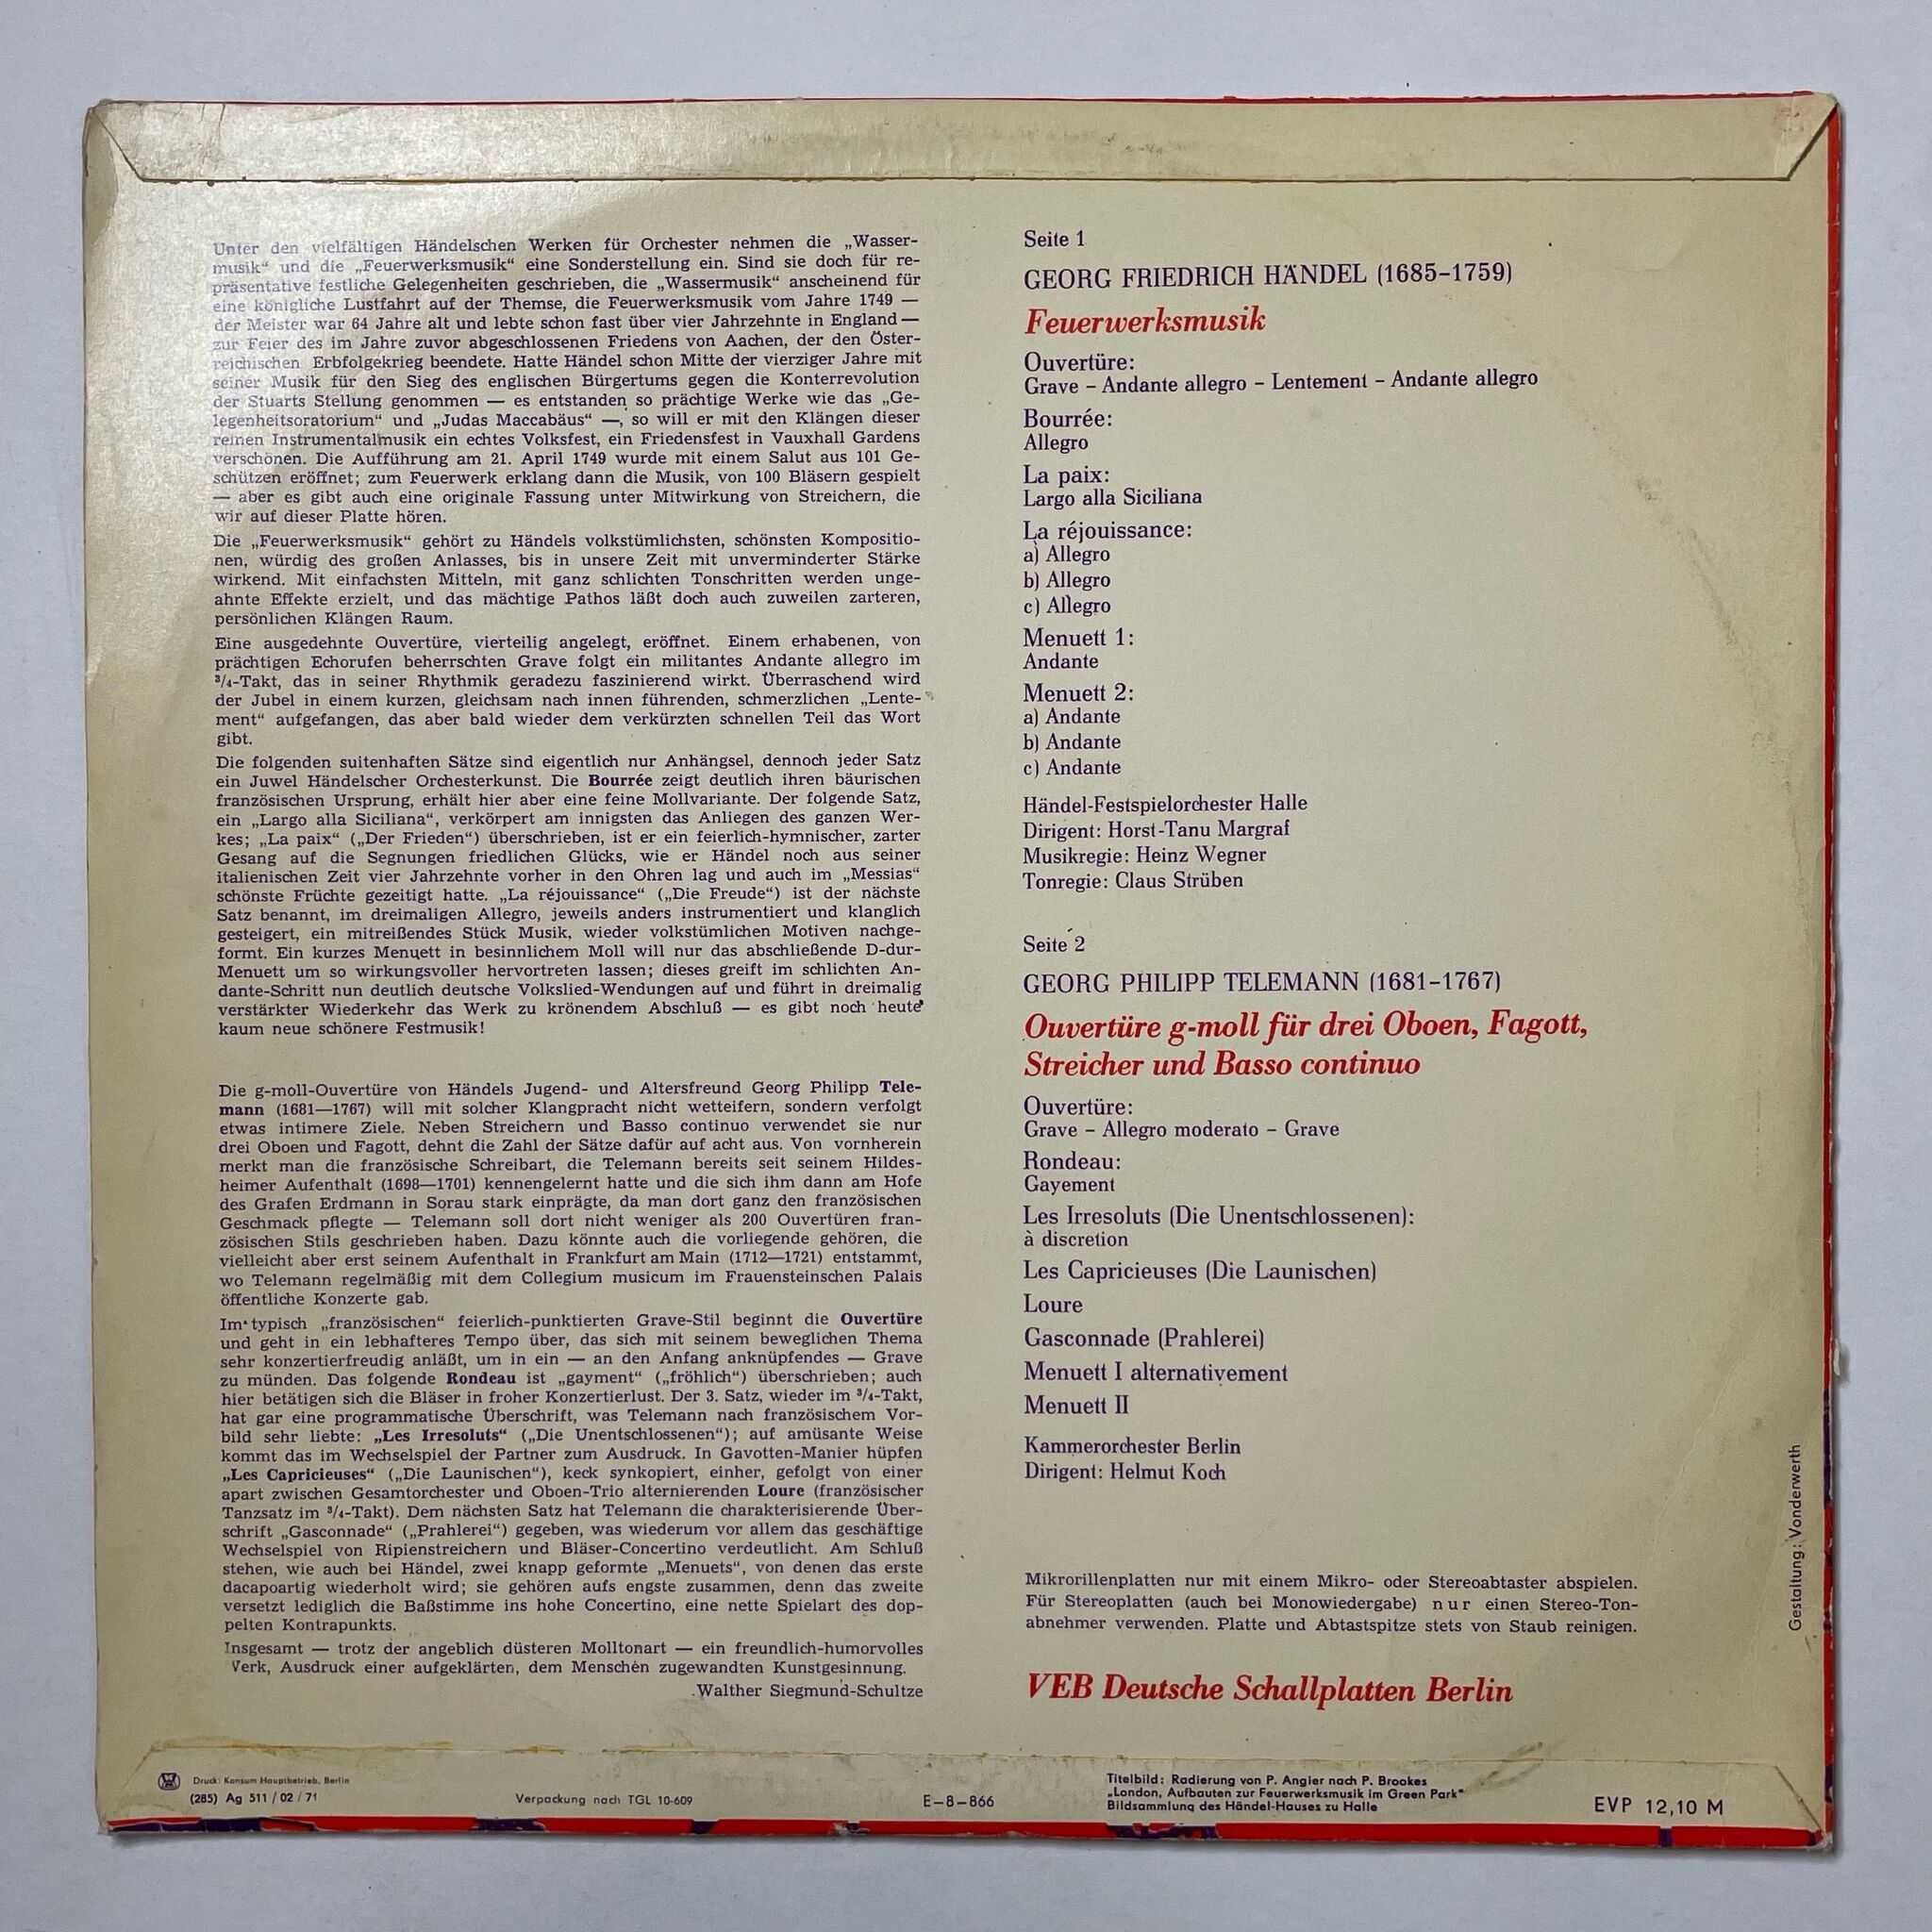 Unter den vielfältigen Händelschen Werken für Orchester nehmen die „Wasser-
musik“ und die „Feuerwerksmusik“ eine Sonderstellung ein. Sind sie doch für re-
präsentative festliche Gelegenheiten geschrieben, die „Wassermusik“ anscheinend für
eine königliche Lustfahrt auf der Themse, die Feuerwerksmusik vom Jahre 1749 —
der Meister war 64 Jahre alt und lebte schon fast über vier Jahrzehnte in England —
zur Feier des im Jahre zuvor abgeschlossenen Friedens von Aachen, der den Öster-
reichischen Erbfolgekrieg beendete. Hatte Händel schon Mitte der vierziger Jahre mit
seiner Musik für den Sieg des englischen Bürgertums gegen die Konterrevolution
der Stuarts Stellung genommen — es entstanden so prächtige Werke wie das „Ge-
legenheitsoratorium“ und „Judas Maccabäus“ —, so will er mit den Klängen dieser
reinen Instrumentalmusik ein echtes Volksfest, ein Friedensfest in Vauxhall Gardens
verschönen. Die Aufführung am 21. April 1749 wurde mit einem Salut aus 101 Ge-
schützen eröffnet; zum Feuerwerk erklang dann die Musik, von 100 Bläsern gespielt
— aber es gibt auch eine originale Fassung unter Mitwirkung von Streichern, die
wir auf dieser Platte hören.
Die „Feuerwerksmusik“ gehört zu Händels volkstümlichsten, schönsten Kompositio-
nen, würdig des großen Anlasses, bis in unsere Zeit mit unverminderter Stärke
wirkend. Mit einfachsten Mitteln, mit ganz schlichten Tonschritten werden unge-
ahnte Effekte erzielt, und das mächtige Pathos läßt doch auch zuweilen zarteren,
persönlichen Klängen Raum.
Eine ausgedehnte Ouvertüre, vierteilig angelegt, eröffnet. Einem erhabenen, von
prächtigen Echorufen beherrschten Grave folgt ein militantes Andante allegro im
³/₄-Takt, das in seiner Rhythmik geradezu faszinierend wirkt. Überraschend wird
der Jubel in einem kurzen, gleichsam nach innen führenden, schmerzlichen „Lente-
ment“ aufgefangen, das aber bald wieder dem verkürzten schnellen Teil das Wort
gibt.
Die folgenden suitenhaften Sätze sind eigentlich nur Anhängsel, dennoch jeder Satz
ein Juwel Händelscher Orchesterkunst. Die Bourrée zeigt deutlich ihren bäurischen
französischen Ursprung, erhält hier aber eine feine Mollvariante. Der folgende Satz,
ein „Largo alla Siciliana“, verkörpert am innigsten das Anliegen des ganzen Wer-
kes; „La paix“ („Der Frieden“) überschrieben, ist er ein feierlich-hymnischer, zarter
Gesang auf die Segnungen friedlichen Glücks, wie er Händel noch aus seiner
italienischen Zeit vier Jahrzehnte vorher in den Ohren lag und auch im „Messias“
schönste Früchte gezeitigt hatte. „La réjouissance“ („Die Freude“) ist der nächste
Satz benannt, im dreimaligen Allegro, jeweils anders instrumentiert und klanglich
gesteigert, ein mitreißendes Stück Musik, wieder volkstümlichen Motiven nachge-
formt. Ein kurzes Menuett in besinnlichem Moll will nur das abschließende D-dur-
Menuett um so wirkungsvoller hervortreten lassen; dieses greift im schlichten An-
dante-Schritt nun deutlich deutsche Volkslied-Wendungen auf und führt in dreimalig
verstärkter Wiederkehr das Werk zu krönendem Abschluß — es gibt noch heute
kaum neue schönere Festmusik!
Die g-moll-Ouvertüre von Händels Jugend- und Altersfreund Georg Philipp Tele-
mann (1681—1767) will mit solcher Klangpracht nicht wetteifern, sondern verfolgt
etwas intimere Ziele. Neben Streichern und Basso continuo verwendet sie nur
drei Oboen und Fagott, dehnt die Zahl der Sätze dafür auf acht aus. Von vornherein
merkt man die französische Schreibart, die Telemann bereits seit seinem Hildes-
heimer Aufenthalt (1698—1701) kennengelernt hatte und die sich ihm dann am Hofe
des Grafen Erdmann in Sorau stark einprägte, da man dort ganz den französischen
Geschmack pflegte — Telemann soll dort nicht weniger als 200 Ouvertüren fran-
zösischen Stils geschrieben haben. Dazu könnte auch die vorliegende gehören, die
vielleicht aber erst seinem Aufenthalt in Frankfurt am Main (1712—1721) entstammt,
wo Telemann regelmäßig mit dem Collegium musicum im Frauensteinschen Palais
öffentliche Konzerte gab.
Im typisch „französischen“ feierlich-punktierten Grave-Stil beginnt die Ouvertüre
und geht in ein lebhafteres Tempo über, das sich mit seinem beweglichen Thema
sehr konzertierfreudig anläßt, um in ein — an den Anfang anknüpfendes — Grave
zu münden. Das folgende Rondeau ist „gayment“ („fröhlich“) überschrieben; auch
hier betätigen sich die Bläser in froher Konzertierlust. Der 3. Satz, wieder im ³/₄-Takt,
hat gar eine programmatische Überschrift, was Telemann nach französischem Vor-
bild sehr liebte: „Les Irresoluts“ („Die Unentschlossenen“); auf amüsante Weise
kommt das im Wechselspiel der Partner zum Ausdruck. In Gavotten-Manier hüpfen
„Les Capricieuses“ („Die Launischen“), keck synkopiert, einher, gefolgt von einer
apart zwischen Gesamtorchester und Oboen-Trio alternierenden Loure (französischer
Tanzsatz im ³/₄-Takt). Dem nächsten Satz hat Telemann die charakterisierende Über-
schrift „Gasconnade“ („Prahlerei“) gegeben, was wiederum vor allem das geschäftige
Wechselspiel von Ripienstreichern und Bläser-Concertino verdeutlicht. Am Schluß
stehen, wie auch bei Händel, zwei knapp geformte „Menuets“, von denen das erste
dacapoartig wiederholt wird; sie gehören aufs engste zusammen, denn das zweite
versetzt lediglich die Baßstimme ins hohe Concertino, eine nette Spielart des dop-
pelten Kontrapunkts.
Insgesamt — trotz der angeblich düsteren Molltonart — ein freundlich-humorvolles
Werk, Ausdruck einer aufgeklärten, dem Menschen zugewandten Kunstgesinnung.
Walther Siegmund-Schultze
Seite 1
GEORG FRIEDRICH HÄNDEL (1685–1759)
Feuerwerksmusik
Ouvertüre:
Grave – Andante allegro – Lentement – Andante allegro
Bourrée:
Allegro
La paix:
Largo alla Siciliana
La réjouissance:
a) Allegro
b) Allegro
c) Allegro
Menuett 1:
Andante
Menuett 2:
a) Andante
b) Andante
c) Andante
Händel-Festspielorchester Halle
Dirigent: Horst-Tanu Margraf
Musikregie: Heinz Wegner
Tonregie: Claus Strüben
Seite 2
GEORG PHILIPP TELEMANN (1681–1767)
Ouvertüre g-moll für drei Oboen, Fagott,
Streicher und Basso continuo
Ouvertüre:
Grave – Allegro moderato – Grave
Rondeau:
Gayement
Les Irresoluts (Die Unentschlossenen):
à discretion
Les Capricieuses (Die Launischen)
Loure
Gasconnade (Prahlerei)
Menuett I alternativement
Menuett II
Kammerorchester Berlin
Dirigent: Helmut Koch
Mikrorillenplatten nur mit einem Mikro- oder Stereoabtaster abspielen.
Für Stereoplatten (auch bei Monowiedergabe) nur einen Stereo-Ton-
abnehmer verwenden. Platte und Abtastspitze stets von Staub reinigen.
VEB Deutsche Schallplatten Berlin
Gestaltung: Vonderwerth
Druck: Konsum Hauptbetrieb, Berlin
(285) Ag 511 / 02 / 71
Verpackung nach TGL 10-609
E–8–866
Titelbild: Radierung von P. Angier nach P. Brookes
„London, Aufbauten zur Feuerwerksmusik im Green Park“
Bildsammlung des Händel-Hauses zu Halle
EVP 12,10 M